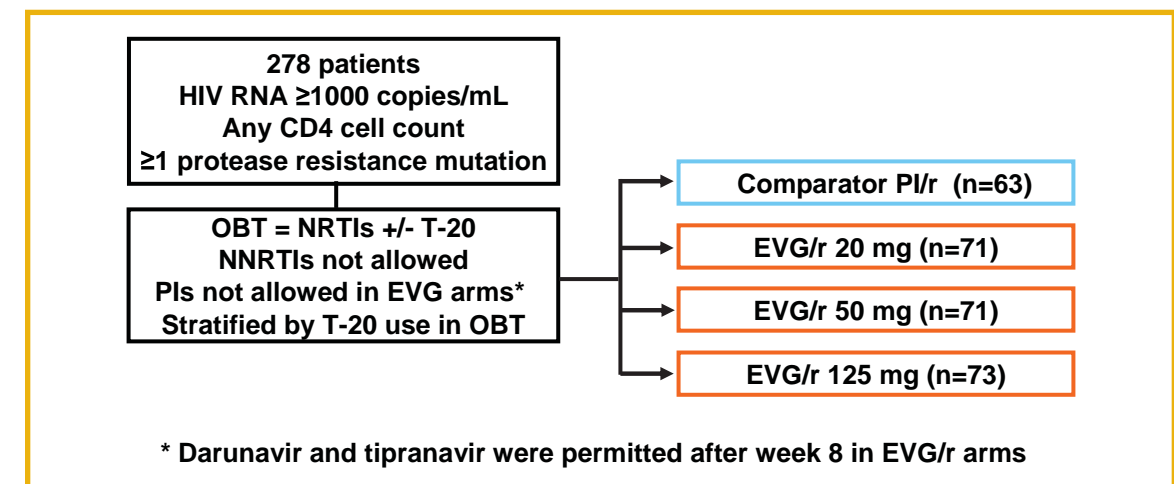 278 patients
HIV RNA ≥1000 copies/mL
Any CD4 cell count
≥1 protease resistance mutation
OBT = NRTIs +/- T-20
NNRTIs not allowed
PIs not allowed in EVG arms*
Stratified by T-20 use in OBT
Comparator PI/r (n=63)
EVG/r 20 mg (n=71)
EVG/r 50 mg (n=71)
EVG/r 125 mg (n=73)
* Darunavir and tipranavir were permitted after week 8 in EVG/r arms